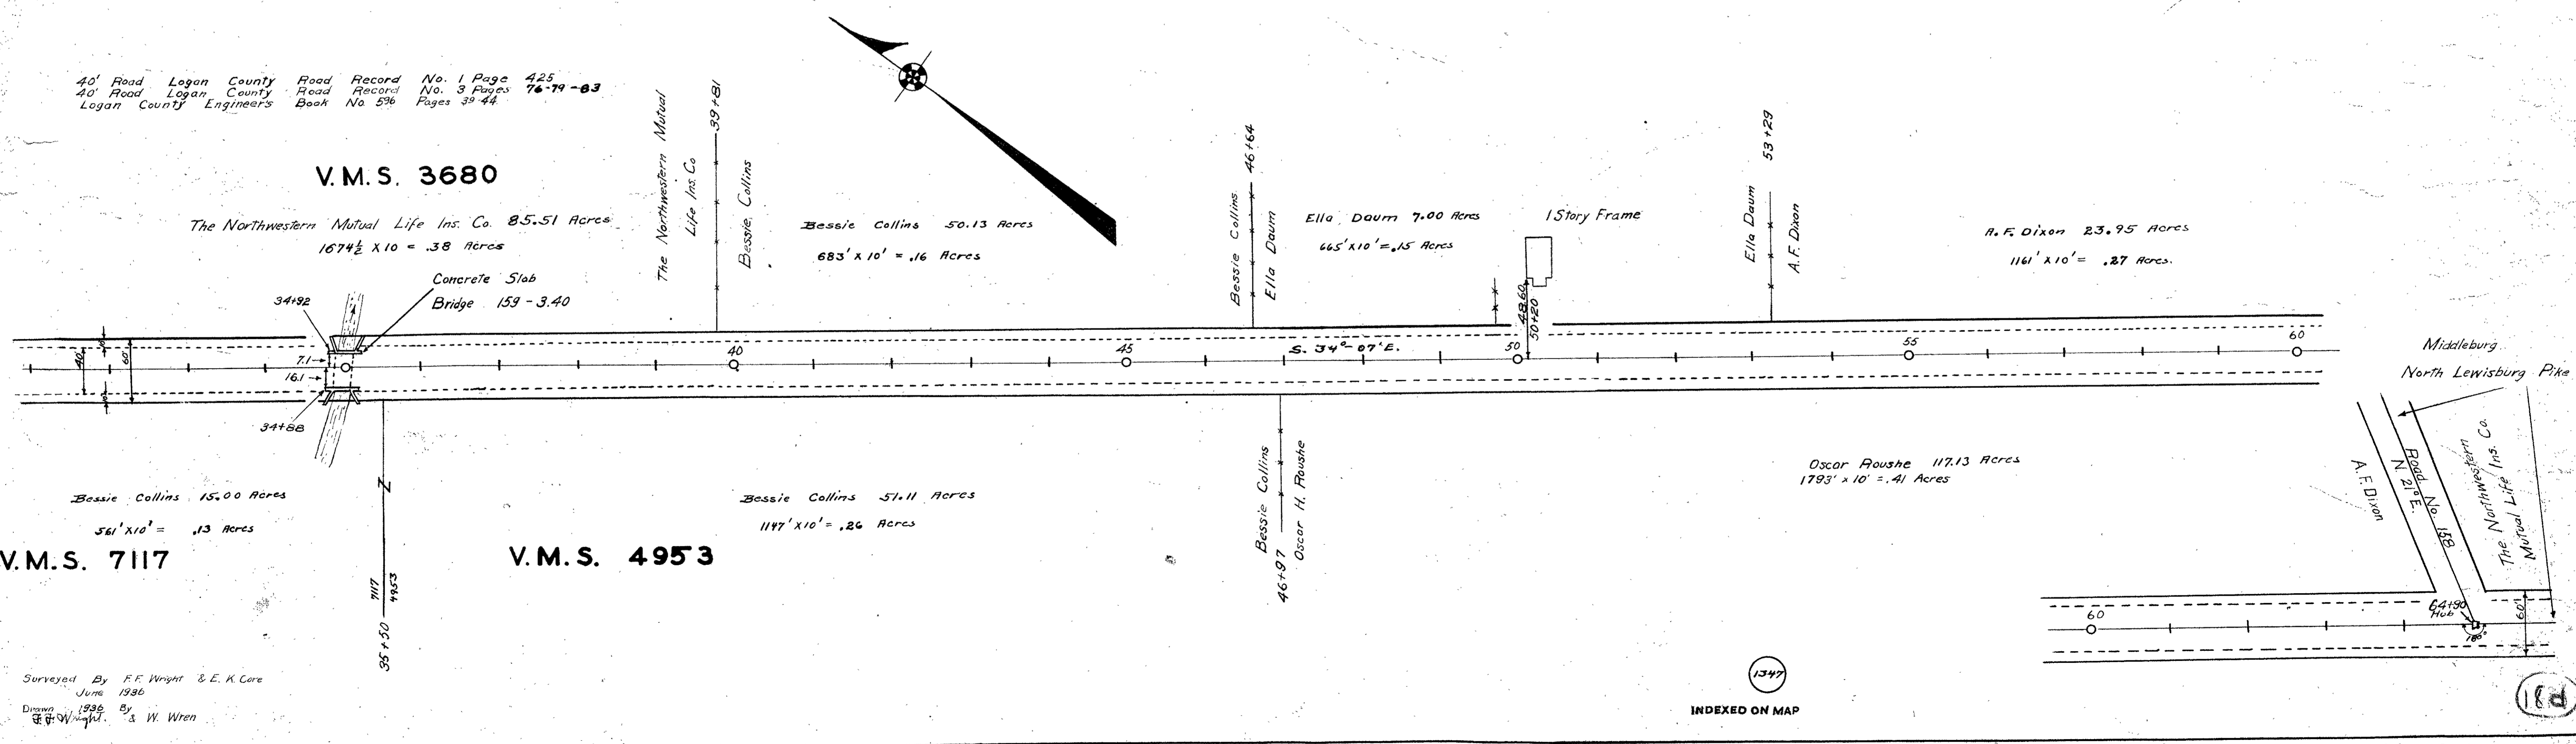 40' Road Logan County Road Record No. 1 Page 425
40' Road Logan County Road Record No. 3 Pages 76-79-83
Logan County Engineer's Book No 596 Pages 39-44
V.M.S. 3680
The Northwestern Mutual Life Ins. Co. 85.51 Acres
1674½ X 10 = .38 Acres
Concrete Slab
Bridge 159-3.40
34+92
The Northwestern Mutual
Life Ins. Co
39+81
Bessie Collins
Bessie Collins 50.13 Acres
683' X 10' = .16 Acres
Bessie Collins
46+64
Ella Daum
Ella Daum 7.00 Acres
665' X 10' = .15 Acres
1 Story Frame
48.60
50+20
Ella Daum
53+29
A.F. Dixon
A.F. Dixon 23.95 Acres
1161' X 10' = .27 Acres.
40'
10'
60'
10'
7.1
16.1
34+88
40
45
S. 34°-07' E.
50
55
60
Middleburg
North Lewisburg Pike
Bessie Collins 15.00 Acres
561' X 10' = .13 Acres
V.M.S. 7117
7117
4953
35+50
Bessie Collins 51.11 Acres
1147' X 10' = .26 Acres
V.M.S. 4953
Bessie Collins
46+97
Oscar H. Roushe
Oscar Roushe 117.13 Acres
1793' x 10' = .41 Acres
A.F. Dixon
Road No. 158
N. 21° E.
The Northwestern
Mutual Life Ins. Co.
60
64+90
Hub
180°
60'
Surveyed By F.F. Wright & E.K. Core
June 1936
Drawn 1936 By
F.F. Wright & W. Wren
1347
INDEXED ON MAP